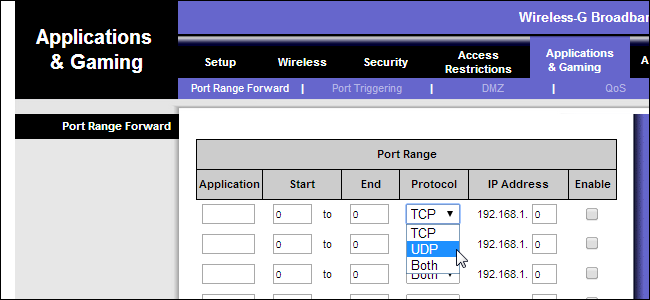 Wireless-G Broadba
Applications
& Gaming
Setup Wireless Security Access Restrictions Applications & Gaming A
Port Range Forward | Port Triggering | DMZ | QoS
Port Range Forward
Port Range
Application Start End Protocol IP Address Enable
0 to 0 TCP 192.168.1. 0
TCP
0 to 0 UDP 192.168.1. 0
Both
0 to 0 Both 192.168.1. 0